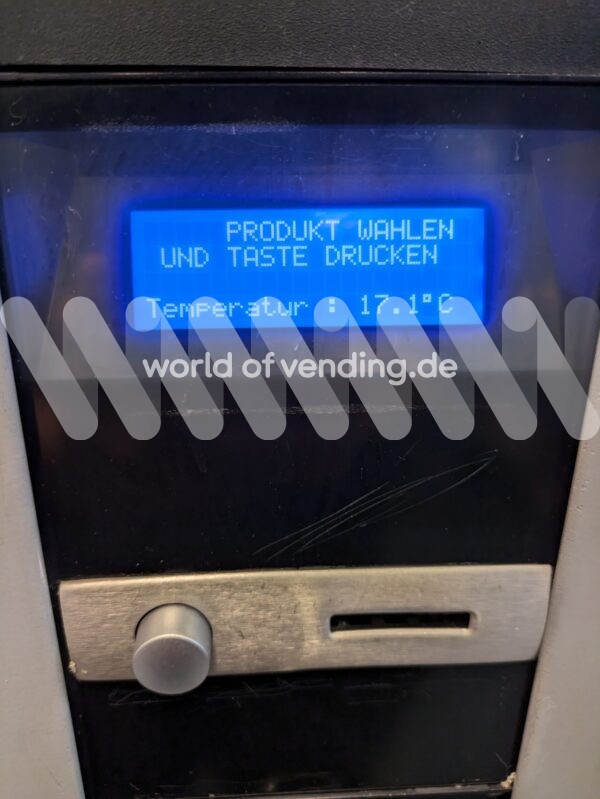 PRODUKT WAHLEN
UND TASTE DRUCKEN
Temperatur : 17.1°C
world of vending.de